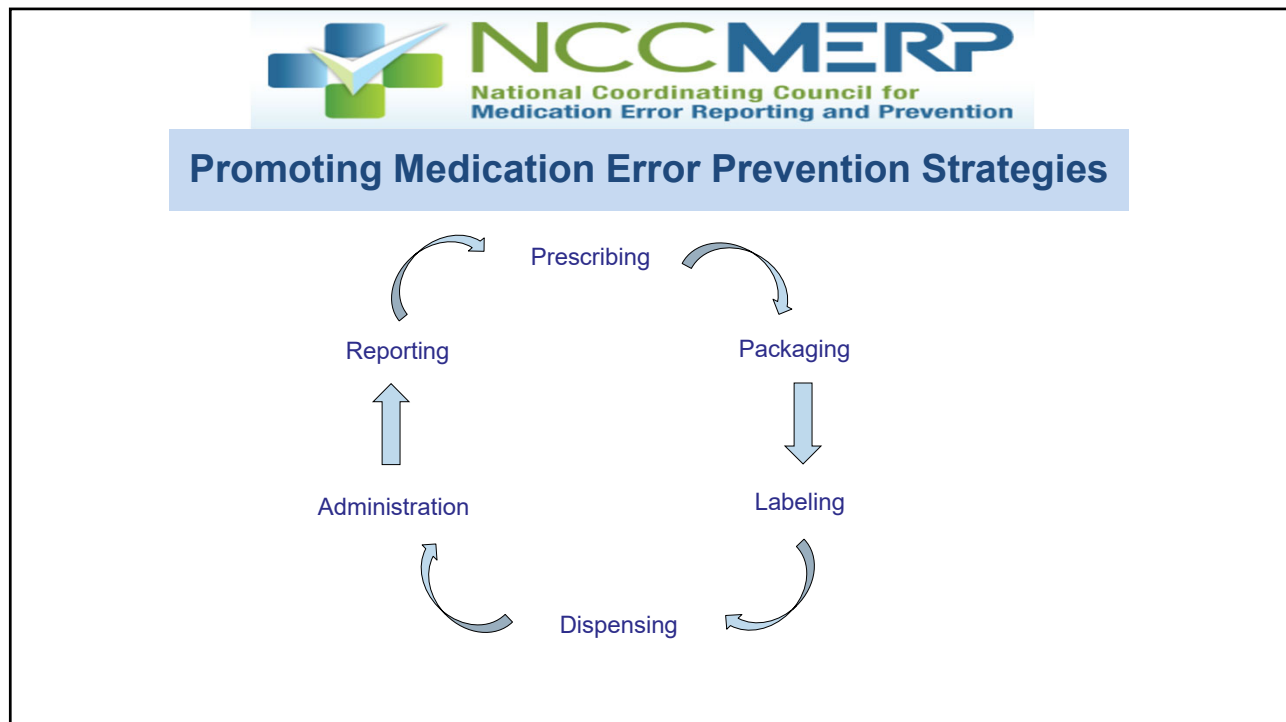 NCCMERP
National Coordinating Council for
Medication Error Reporting and Prevention
Promoting Medication Error Prevention Strategies
Prescribing
Packaging
Labeling
Dispensing
Administration
Reporting